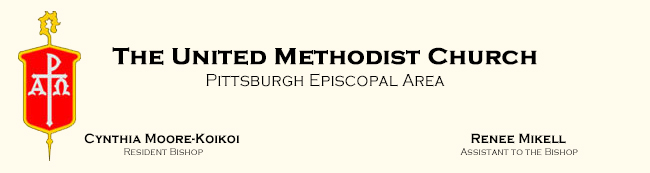 The United Methodist Church
Pittsburgh Episcopal Area
Α Ω
Cynthia Moore-Koikoi
Resident Bishop
Renee Mikell
Assistant to the Bishop